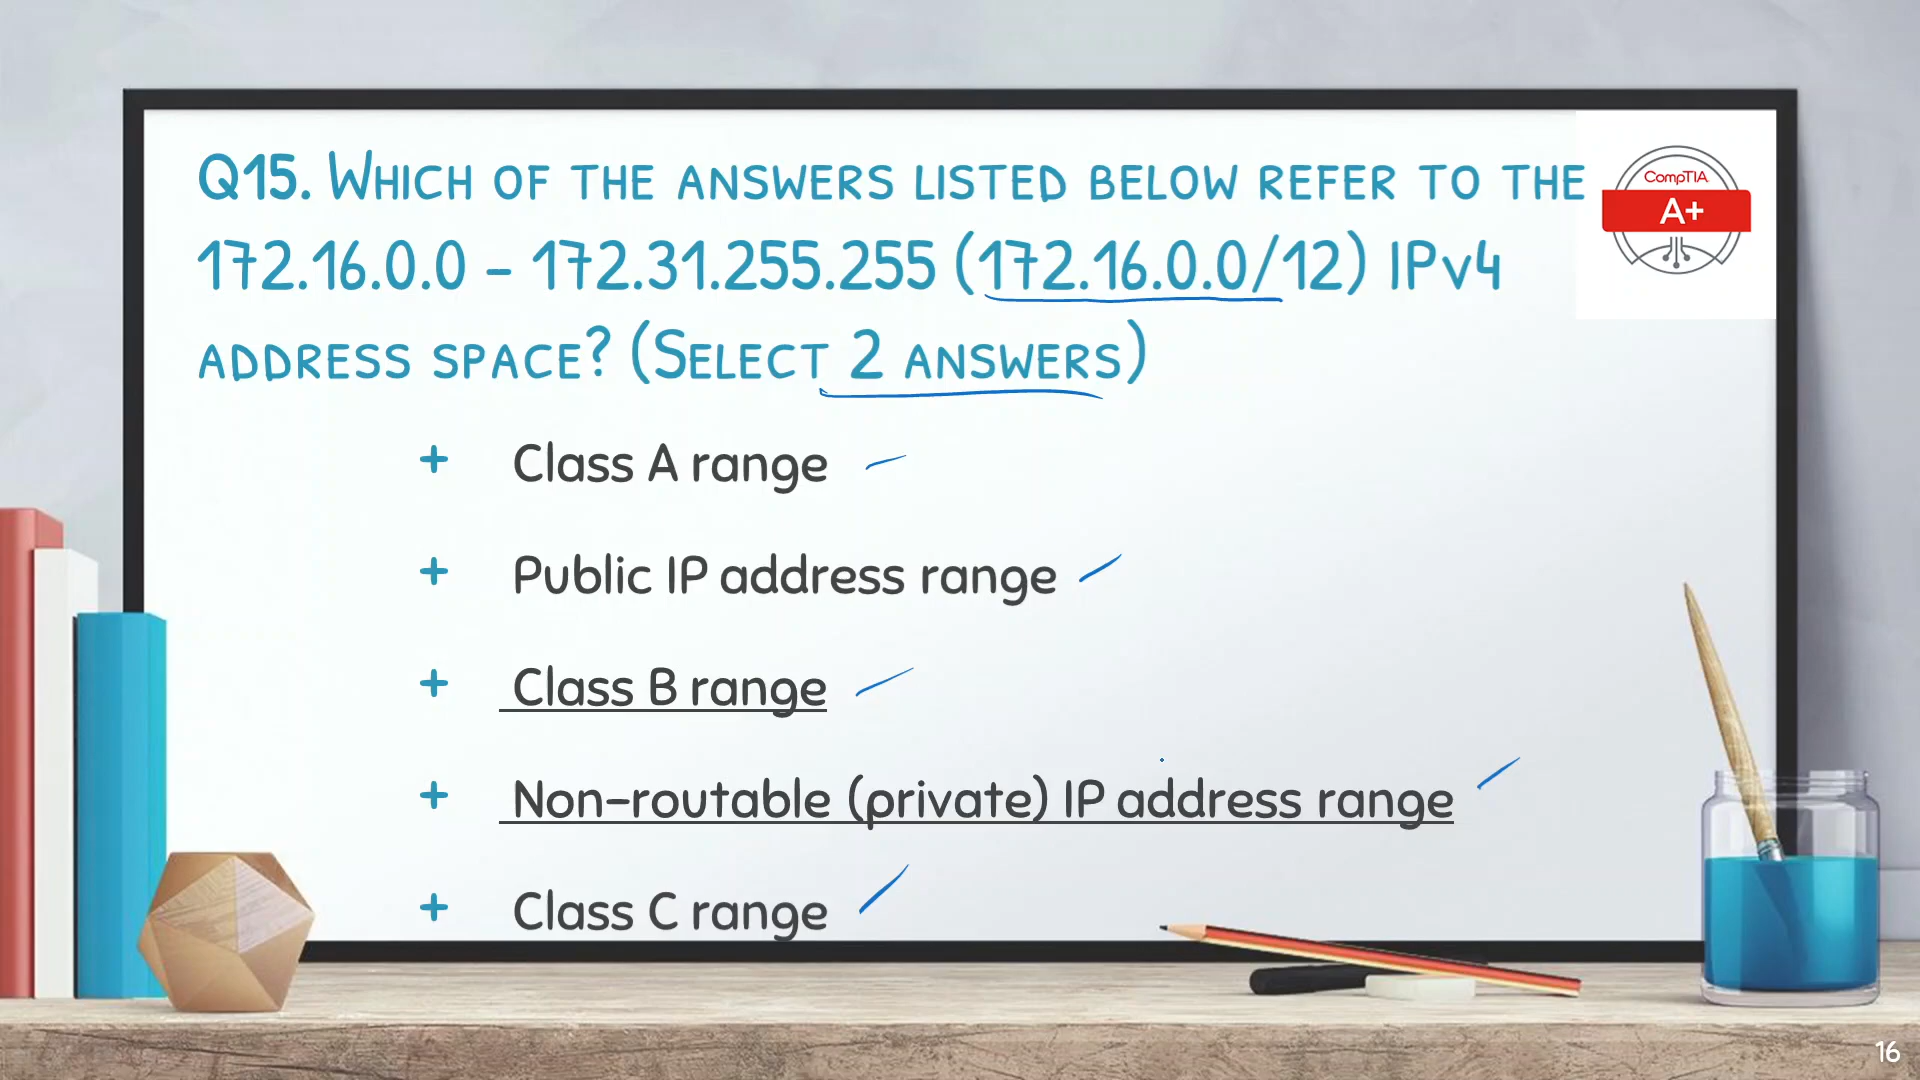 Q15. Which of the answers listed below refer to the
172.16.0.0 – 172.31.255.255 (172.16.0.0/12) IPv4
address space? (Select 2 answers)
CompTIA
A+
+ Class A range
+ Public IP address range
+ Class B range
+ Non-routable (private) IP address range
+ Class C range
16